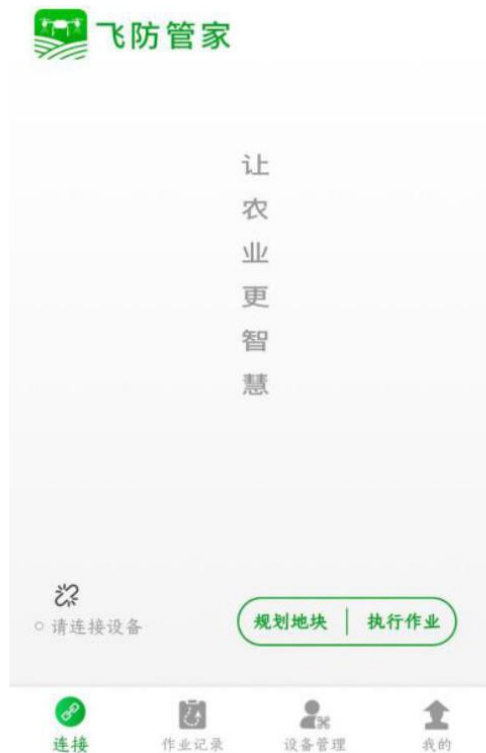 飞防管家
让
农
业
更
智
慧
请连接设备
规划地块 | 执行作业
连接
作业记录
设备管理
我的